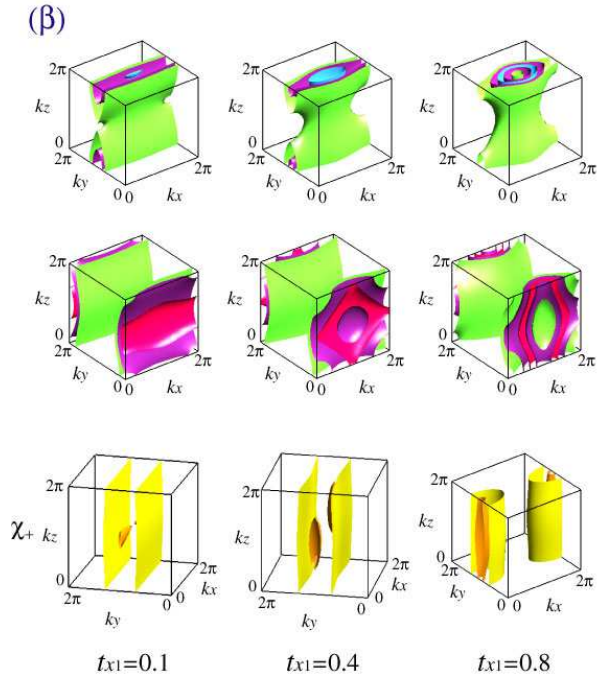 (β)
2π 2π 2π
kz kz kz
0 0 0
2π 2π 2π 2π 2π 2π
ky 0 0 kx ky 0 0 kx ky 0 0 kx
2π 2π 2π
kz kz kz
0 0 0
2π 2π 2π 2π 2π 2π
ky 0 0 kx ky 0 0 kx ky 0 0 kx
2π 2π 2π
χ+ kz kz kz
0 2π 0 2π 0
2π kx 2π kx 2π 2π
ky 0 0 ky 0 0 ky 0 0 kx
tx1=0.1 tx1=0.4 tx1=0.8